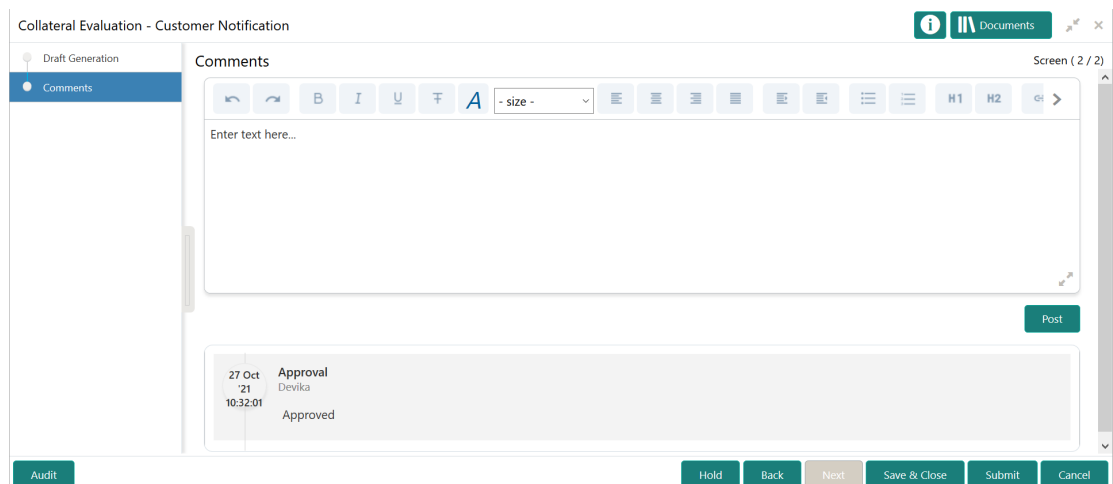 Collateral Evaluation - Customer Notification
Documents
Draft Generation
Comments
Comments
Screen ( 2 / 2)
B I U T A - size - H1 H2
Enter text here...
Post
27 Oct
'21
10:32:01
Approval
Devika
Approved
Audit
Hold Back Next Save & Close Submit Cancel